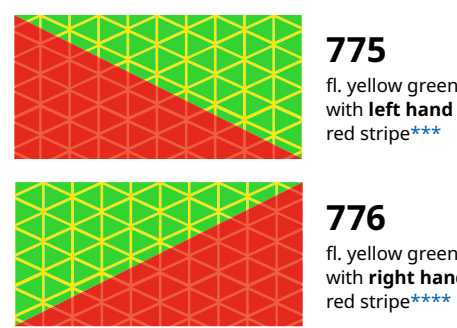 775
fl. yellow green
with left hand
red stripe***
776
fl. yellow green
with right
red stripe****